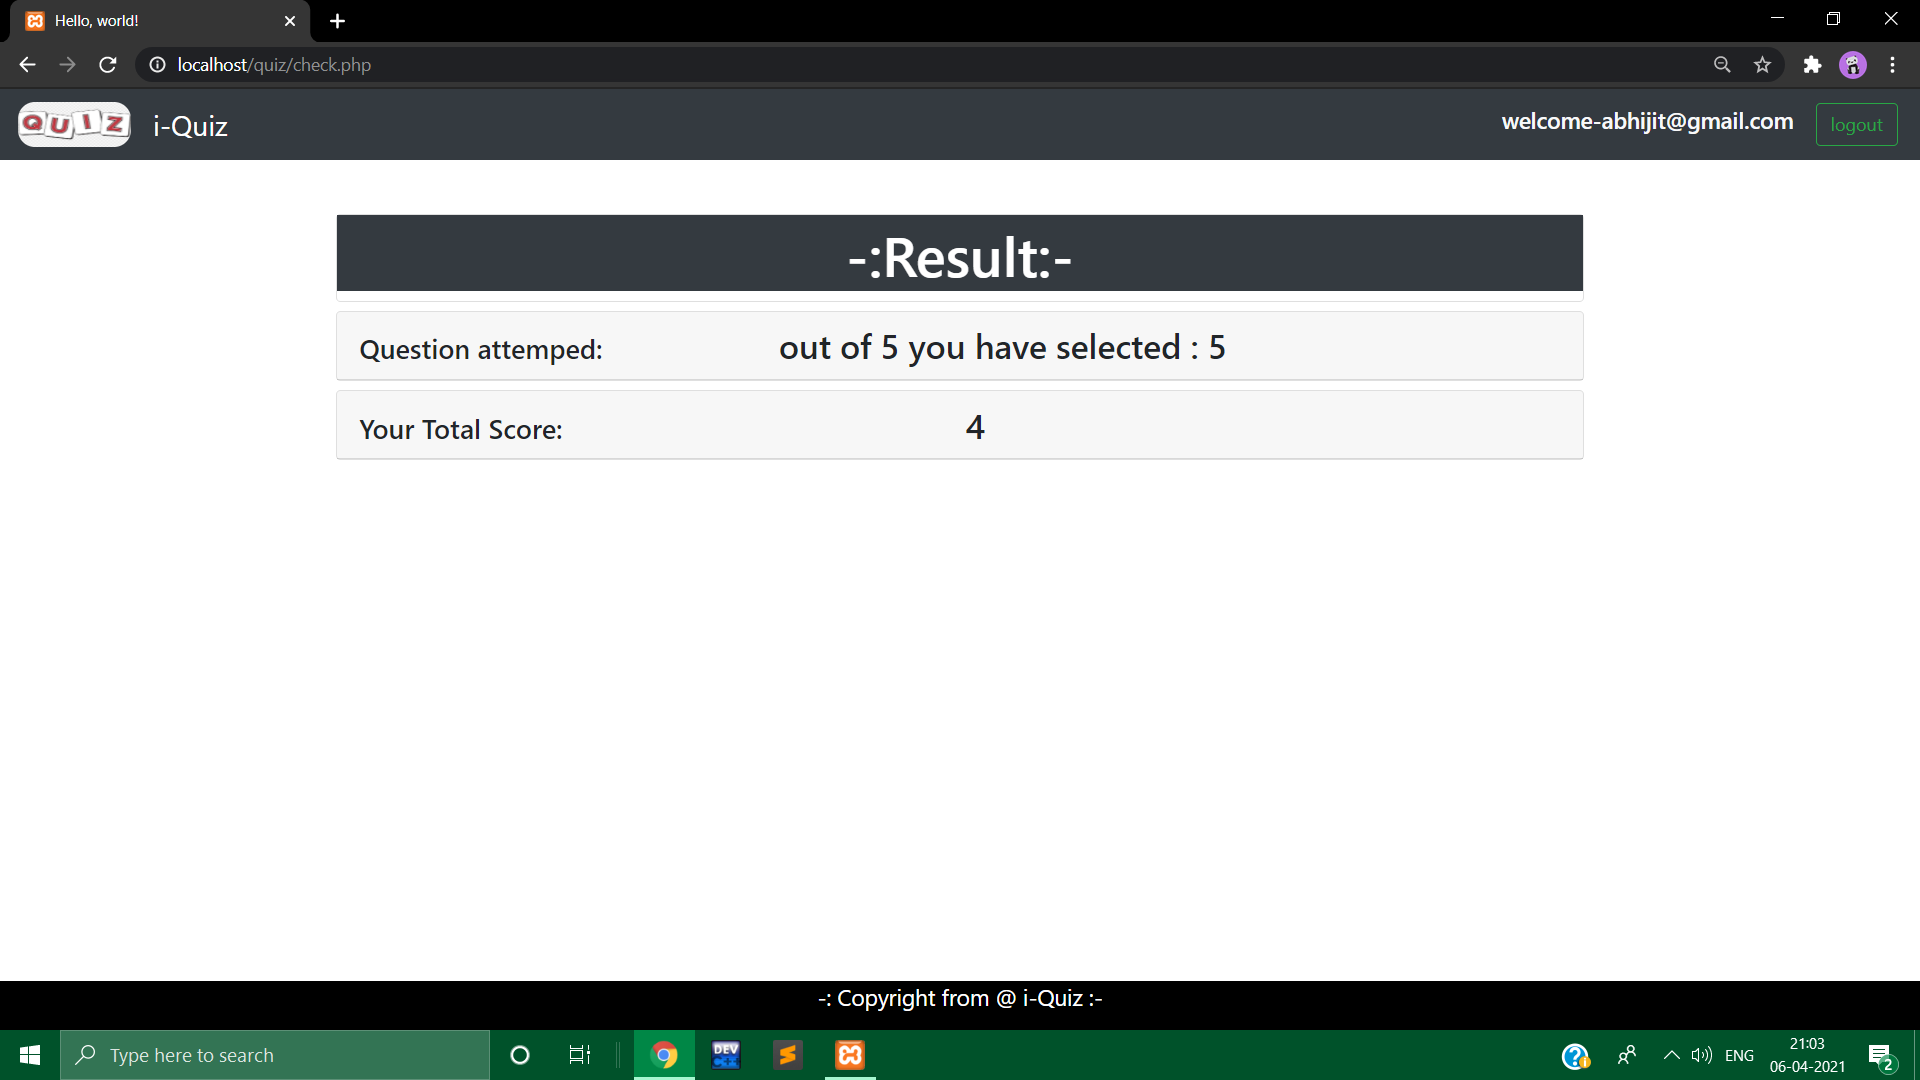 Hello, world!
localhost/quiz/check.php
QUIZ
i-Quiz
welcome-abhijit@gmail.com
logout
-:Result:-
Question attemped: out of 5 you have selected : 5
Your Total Score: 4
-: Copyright from @ i-Quiz :-
Type here to search
DEV
C++
ENG
21:03
06-04-2021
2